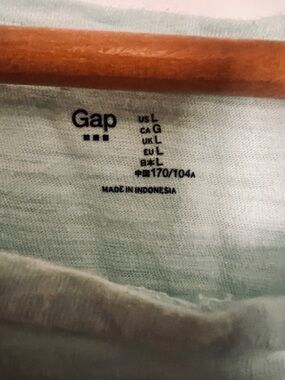 Gap
US L
CA G
UK L
EU L
日本 L
中国 170/104A
MADE IN INDONESIA